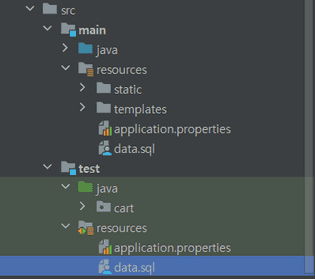 src
main
java
resources
static
templates
application.properties
data.sql
test
java
cart
resources
application.properties
data.sql